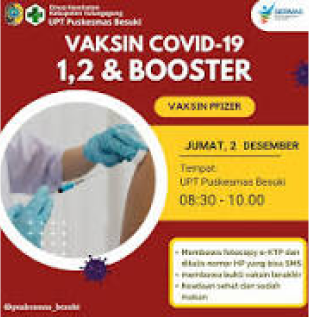 Dinas Kesehatan
Kabupaten Tulungagung
UPT Puskesmas Besuki
GERMAS
VAKSIN COVID-19
1,2 & BOOSTER
VAKSIN PFIZER
JUMAT, 2 DESEMBER
Tempat:
UPT Puskesmas Besuki
08:30 - 10.00
• Membawa fotocopy e-KTP dan
ditulis nomor HP yang bisa SMS
• membawa bukti vaksin terakhir
• Keadaan sehat dan sudah
makan
@puskesmas_besuki